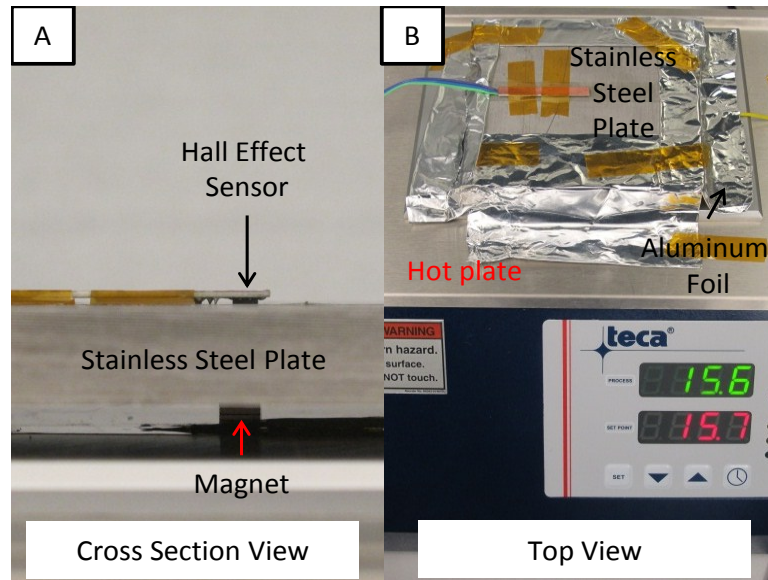 A
Hall Effect
Sensor
Stainless Steel Plate
Magnet
Cross Section View
B
Stainless
Steel
Plate
Aluminum
Foil
Hot plate
WARNING
n hazard.
surface.
NOT touch.
teca®
PROCESS
15.6
SET POINT
15.7
SET
Top View